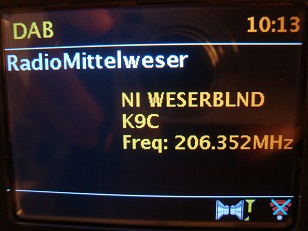 DAB 10:13
RadioMittelweser
NI WESERBLND
K9C
Freq: 206.352MHz
T